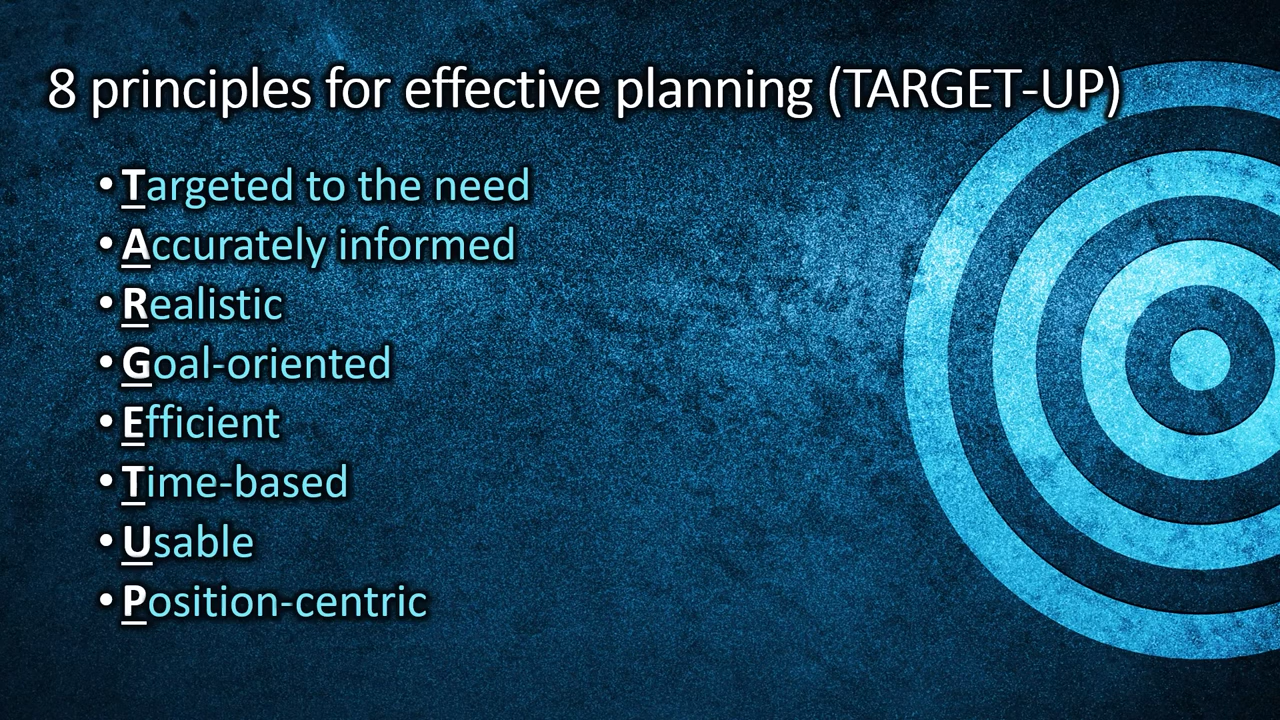 8 principles for effective planning (TARGET-UP)
• Targeted to the need
• Accurately informed
• Realistic
• Goal-oriented
• Efficient
• Time-based
• Usable
• Position-centric